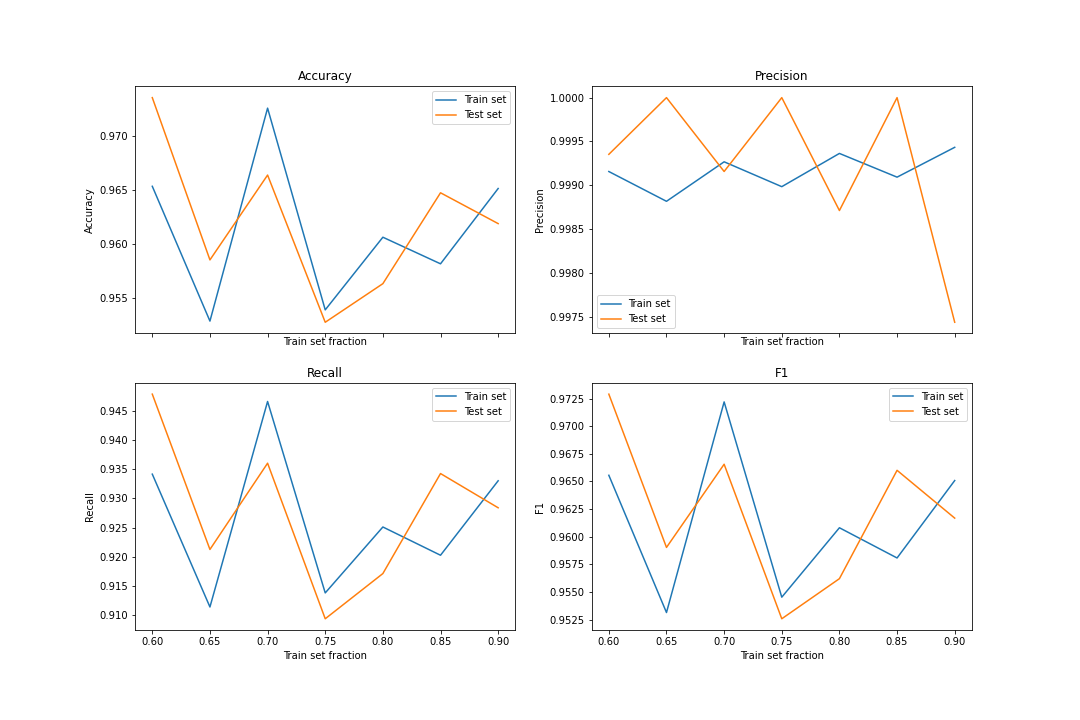 Accuracy
Train set
Test set
0.970
0.965
0.960
0.955
Accuracy
Train set fraction
Precision
1.0000
0.9995
0.9990
0.9985
0.9980
0.9975
Precision
Train set
Test set
Train set fraction
Recall
Train set
Test set
0.945
0.940
0.935
0.930
0.925
0.920
0.915
0.910
Recall
0.60 0.65 0.70 0.75 0.80 0.85 0.90
Train set fraction
F1
Train set
Test set
0.9725
0.9700
0.9675
0.9650
0.9625
0.9600
0.9575
0.9550
0.9525
F1
0.60 0.65 0.70 0.75 0.80 0.85 0.90
Train set fraction